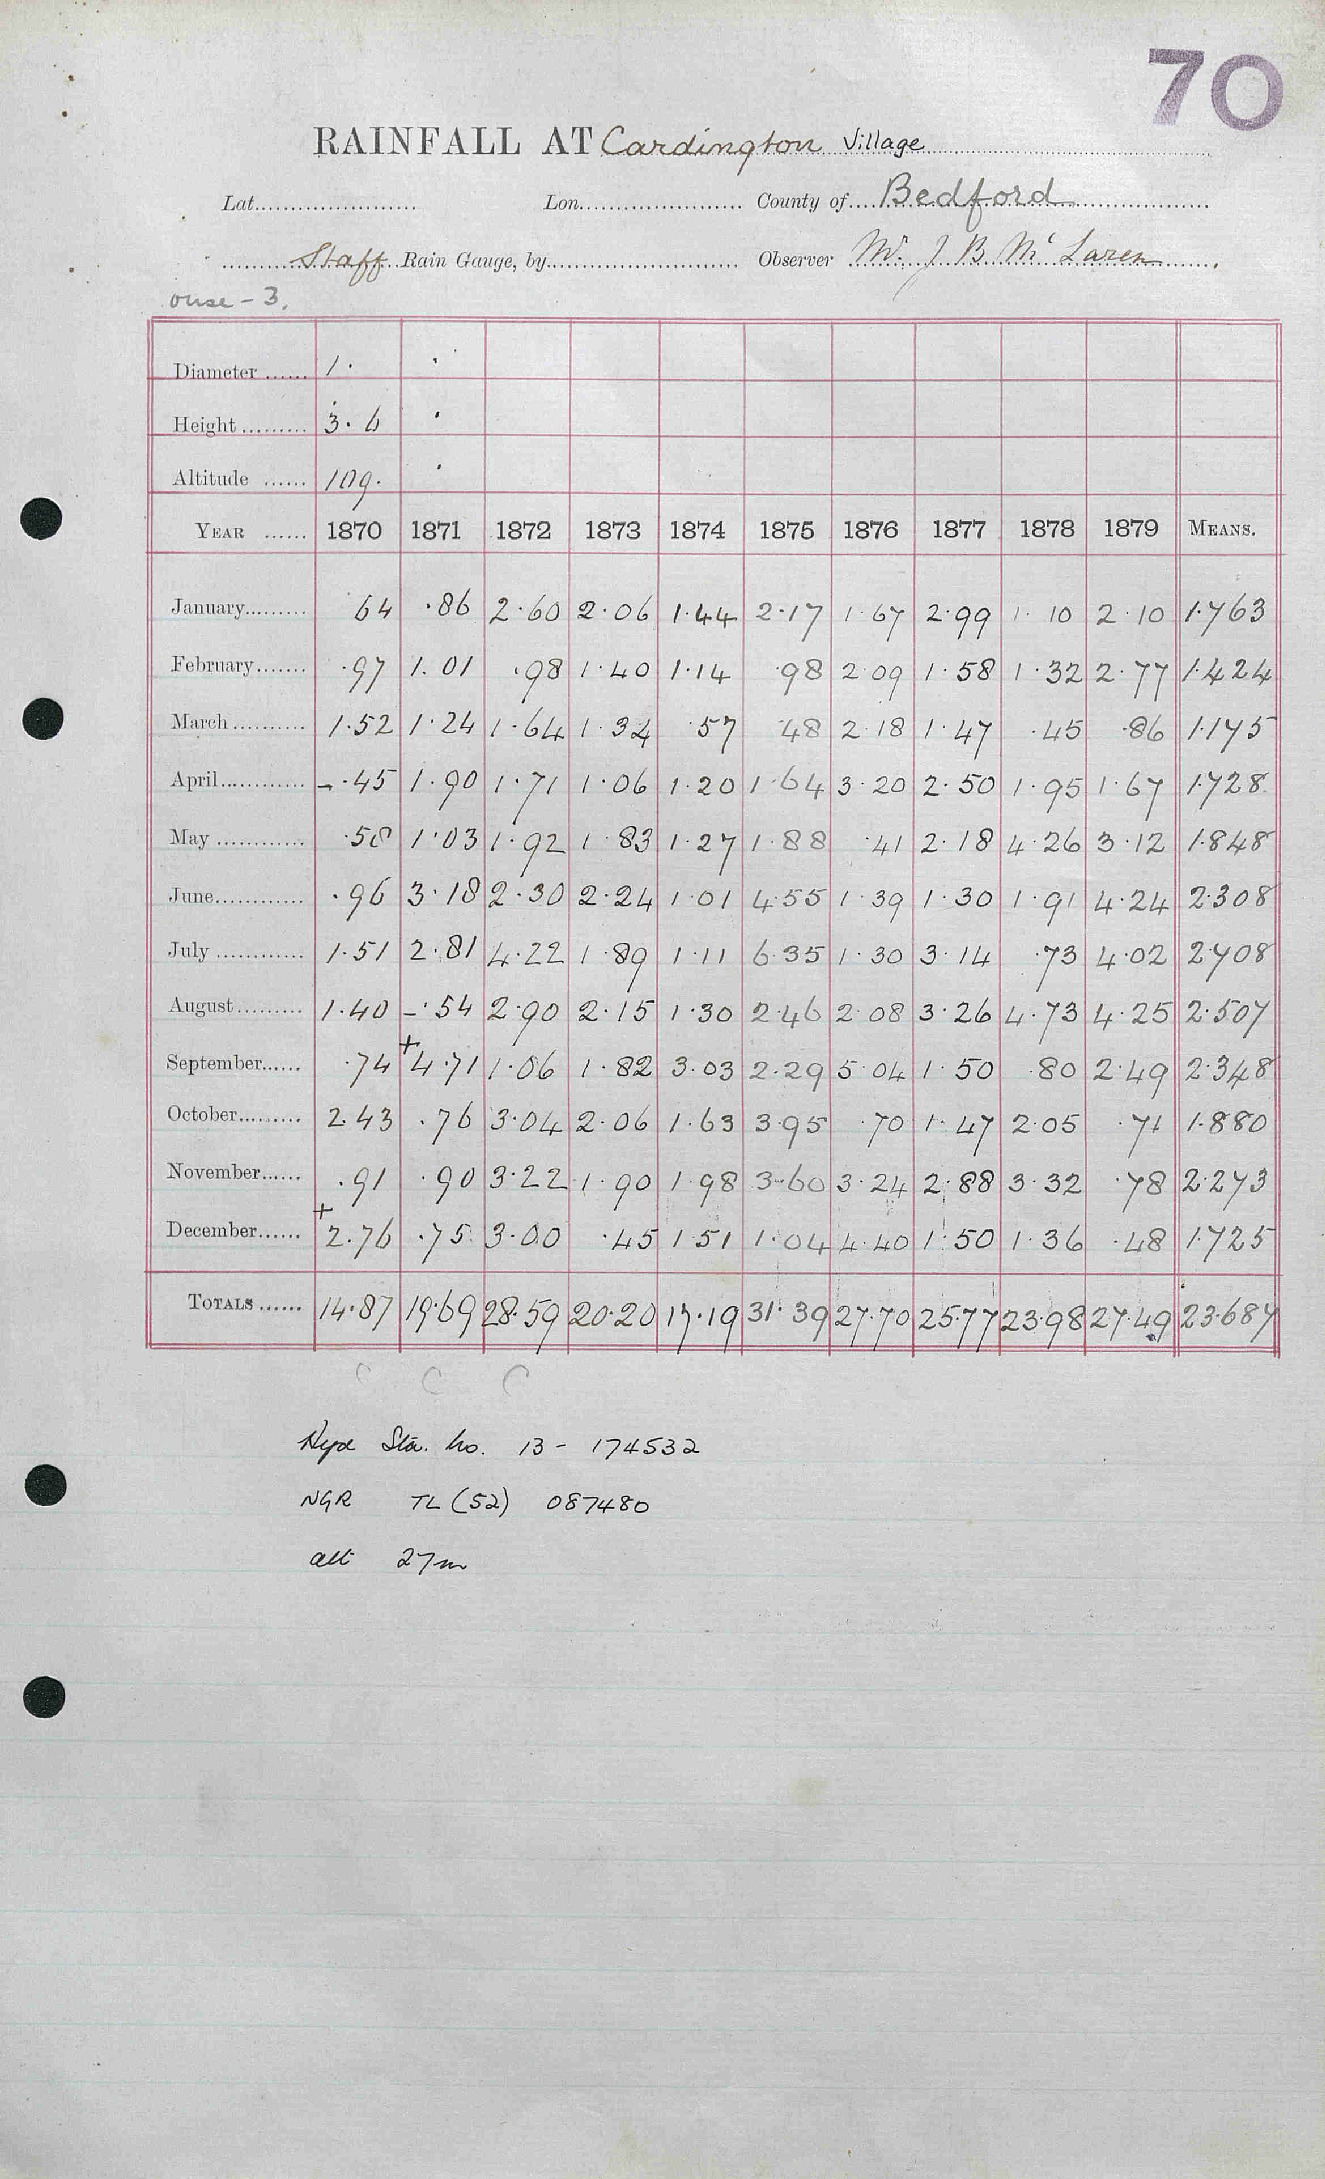 70
RAINFALL AT Cardington Village
Lat. Lon. County of Bedford
Staff Rain Gauge, by Observer Mr. J B McLaren
ouse - 3.
Diameter 1.
Height 3. 6
Altitude 109.
YEAR 1870 1871 1872 1873 1874 1875 1876 1877 1878 1879 MEANS.
January 64 .86 2.60 2.06 1.44 2.17 1.67 2.99 1.10 2.10 1.763
February .97 1.01 .98 1.40 1.14 .98 2.09 1.58 1.32 2.77 1.424
March 1.52 1.24 1.64 1.34 .57 48 2.18 1.47 .45 .86 1.175
April - .45 1.90 1.71 1.06 1.20 1.64 3.20 2.50 1.95 1.67 1.728
May .58 1.03 1.92 1.83 1.27 1.88 .41 2.18 4.26 3.12 1.848
June .96 3.18 2.30 2.24 1.01 4.55 1.39 1.30 1.91 4.24 2.308
July 1.51 2.81 4.22 1.89 1.11 6.35 1.30 3.14 .73 4.02 2.708
August 1.40 - .54 2.90 2.15 1.30 2.46 2.08 3.26 4.73 4.25 2.507
September .74 + 4.71 1.06 1.82 3.03 2.29 5.04 1.50 .80 2.49 2.348
October 2.43 .76 3.04 2.06 1.63 3.95 .70 1.47 2.05 .71 1.880
November .91 .90 3.22 1.90 1.98 3.60 3.24 2.88 3.32 .78 2.273
December + 2.76 .75 3.00 .45 1.51 1.04 4.40 1.50 1.36 .48 1.725
TOTALS 14.87 19.69 28.59 20.20 17.19 31.39 27.70 25.77 23.98 27.49 23.687
C C C
Hyd Sta. No. 13 - 174532
NGR TL (52) 087480
alt 27m